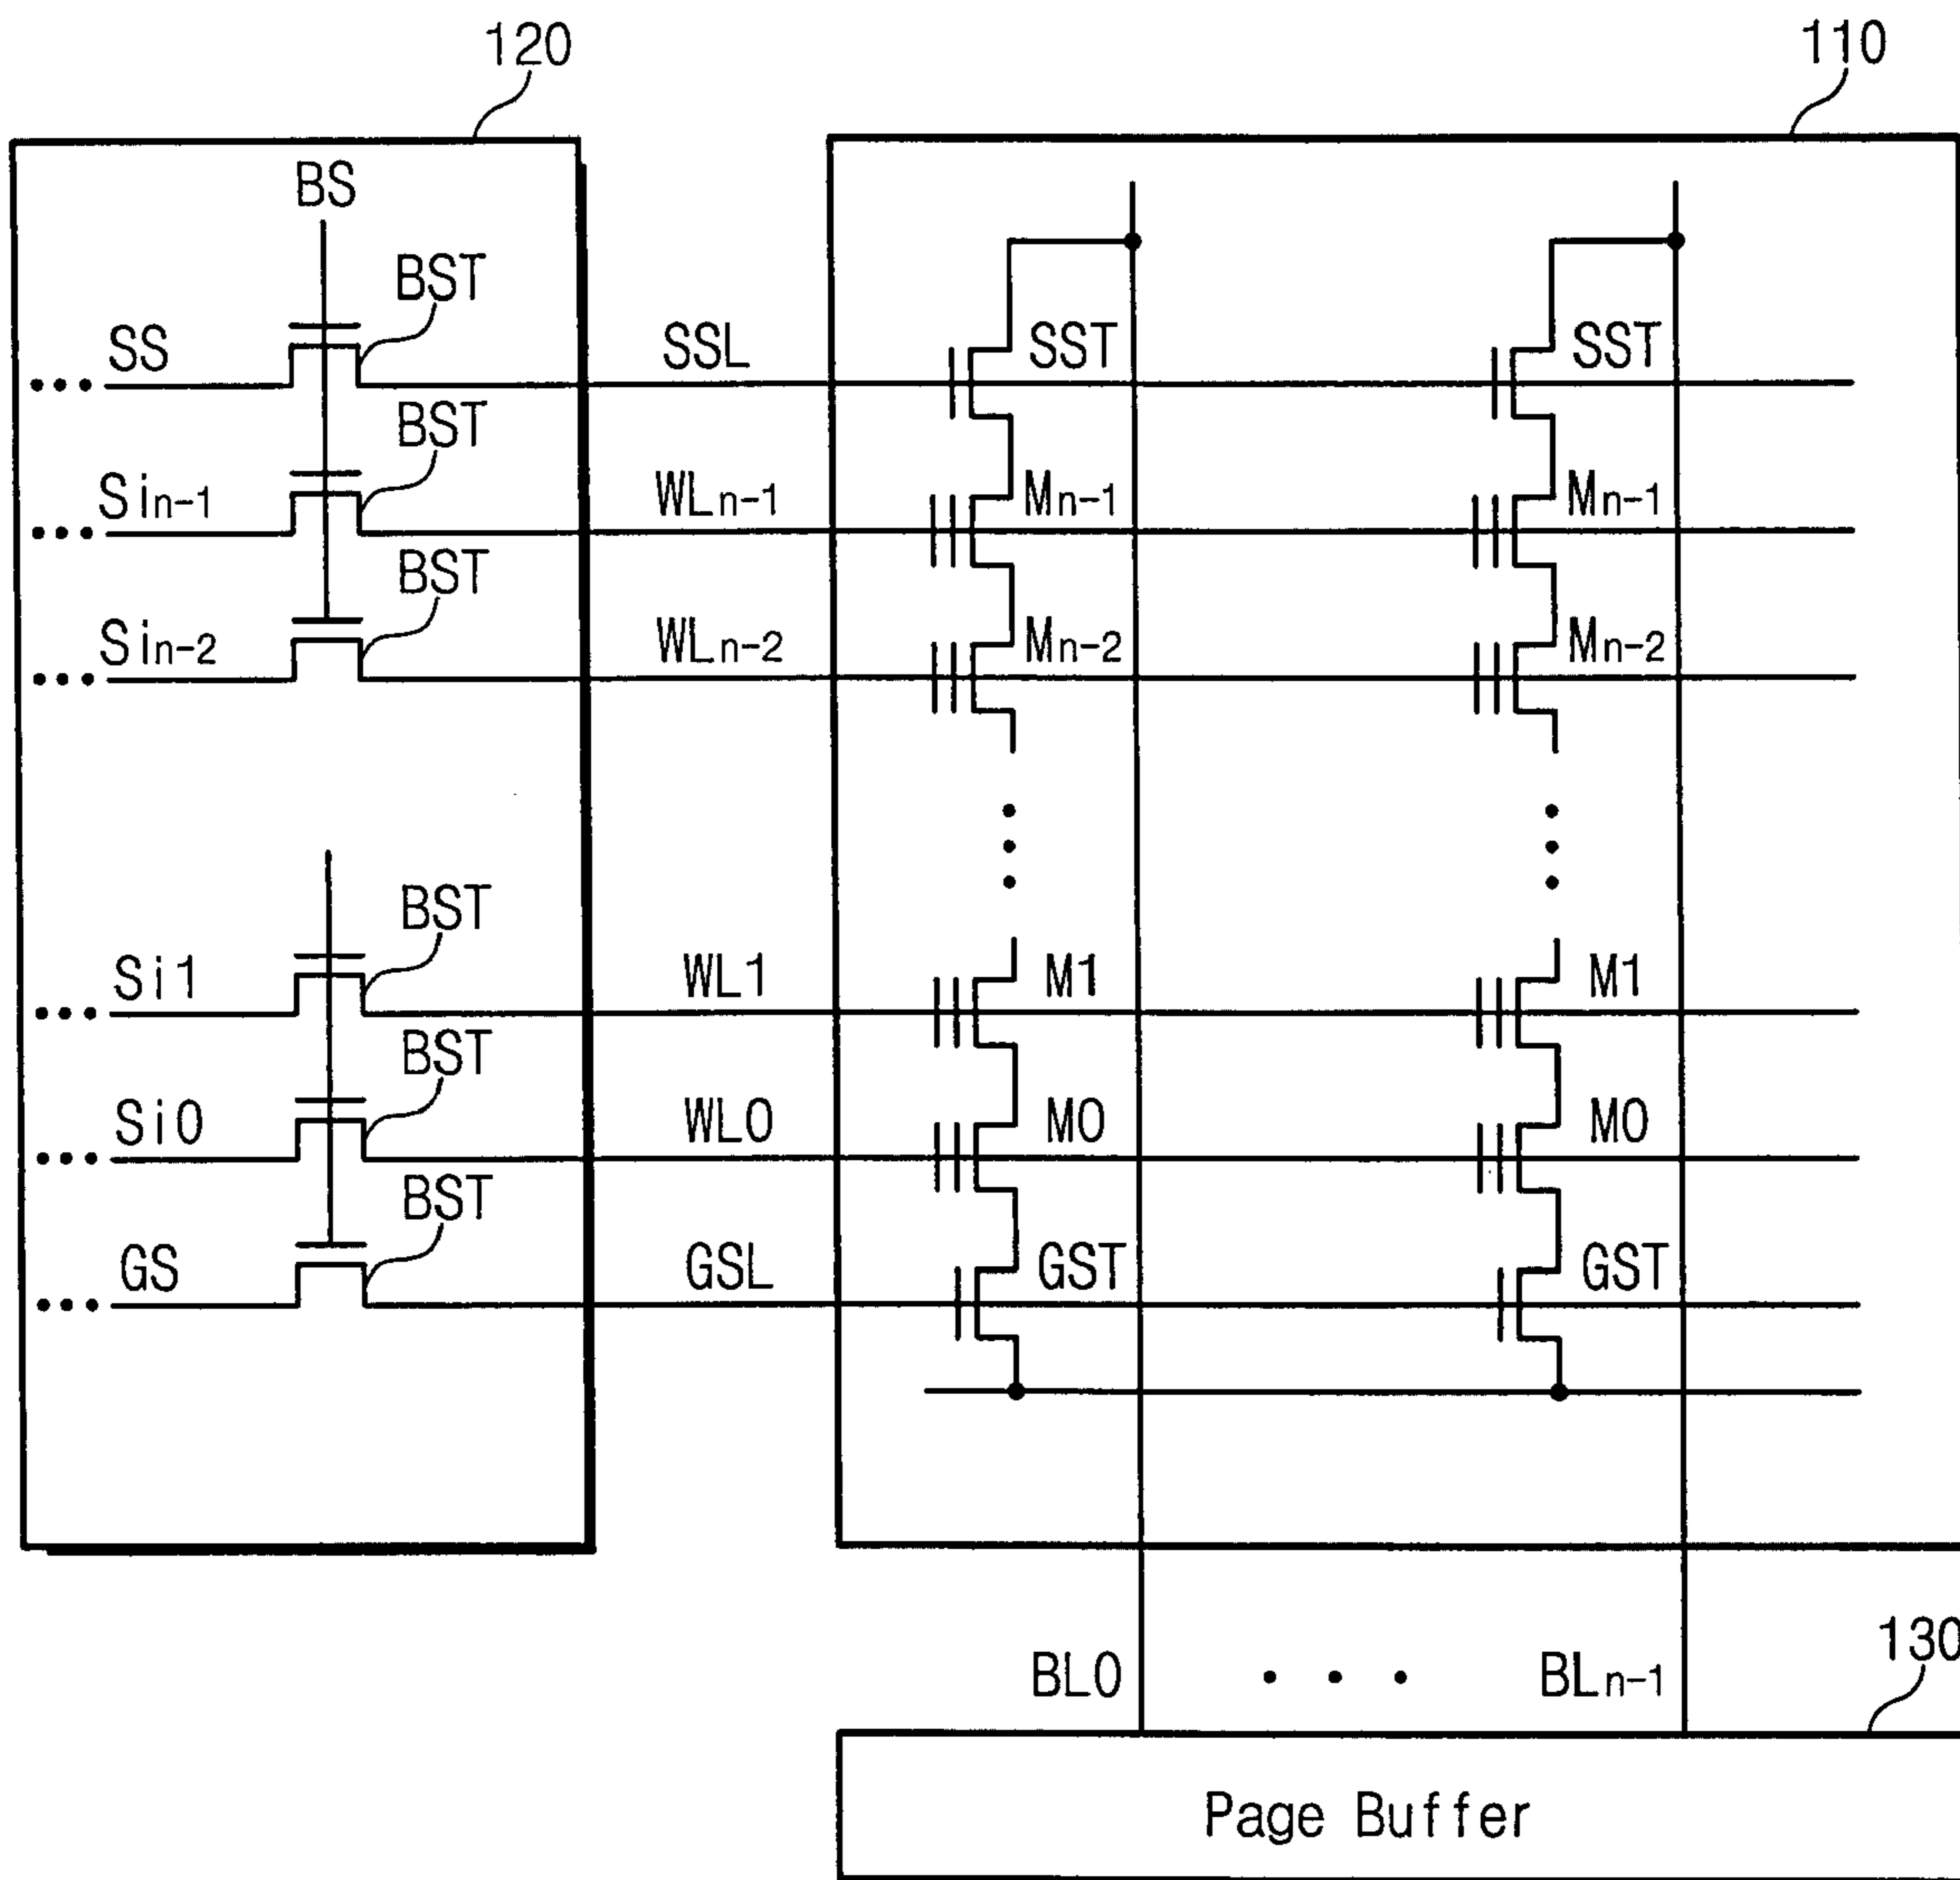 120
110
BS
BST
SS SSL SST SST
BST
Sin-1 WLn-1 Mn-1 Mn-1
BST
Sin-2 WLn-2 Mn-2 Mn-2
BST
Si1 WL1 M1 M1
BST
Si0 WL0 M0 M0
BST
GS GSL GST GST
130
BL0 • • • BLn-1
Page Buffer